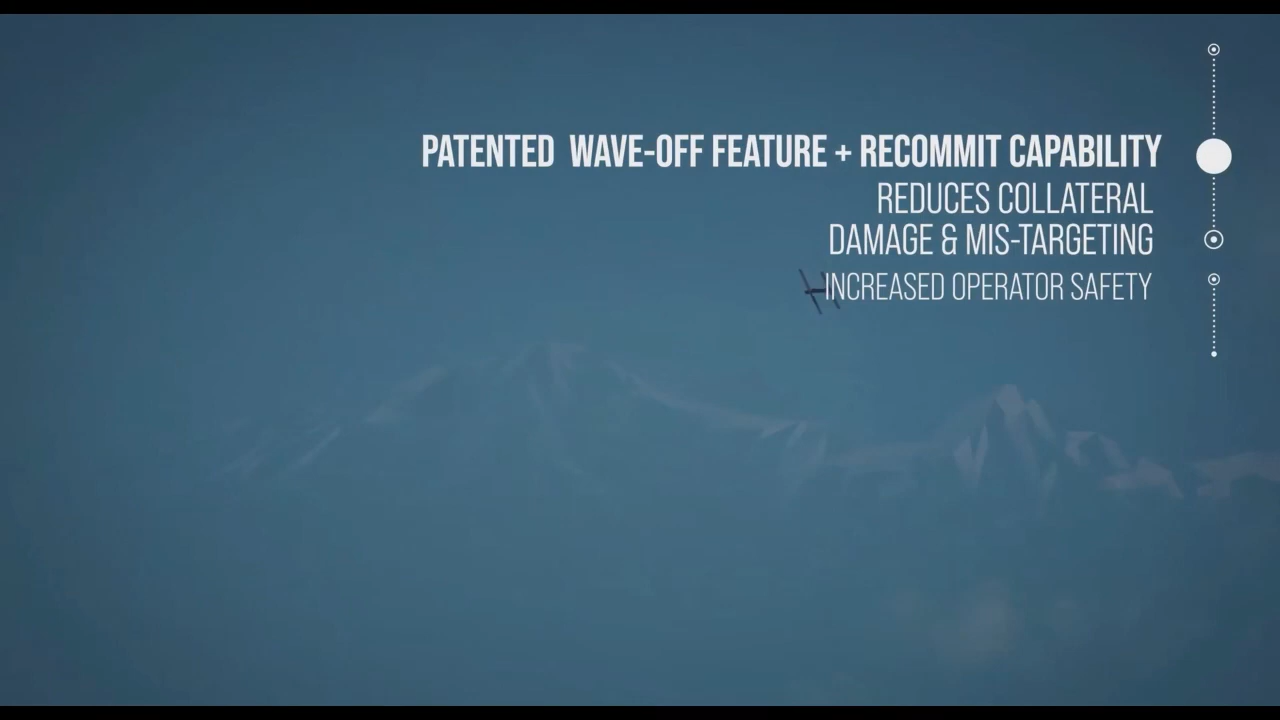 PATENTED WAVE-OFF FEATURE + RECOMMIT CAPABILITY
REDUCES COLLATERAL
DAMAGE & MIS-TARGETING
INCREASED OPERATOR SAFETY